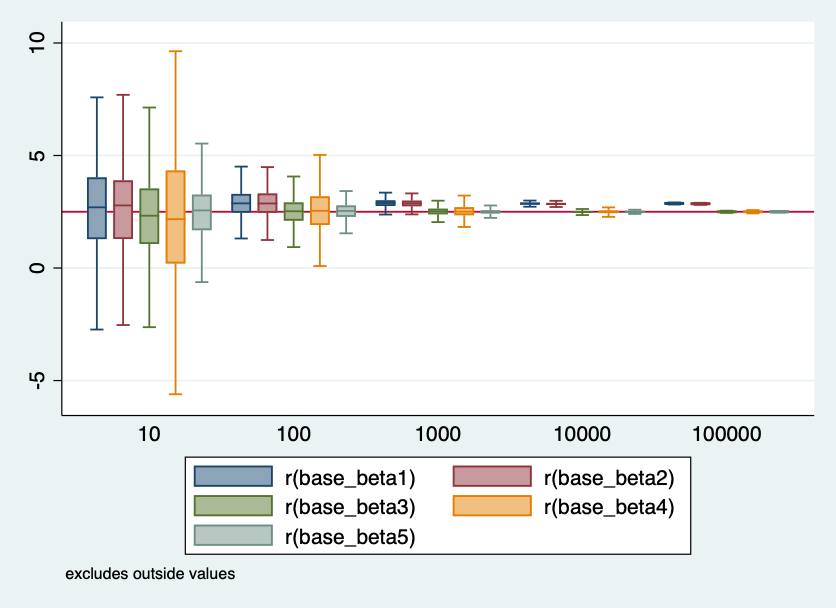 10
5
0
-5
10 100 1000 10000 100000
r(base_beta1) r(base_beta2)
r(base_beta3) r(base_beta4)
r(base_beta5)
excludes outside values